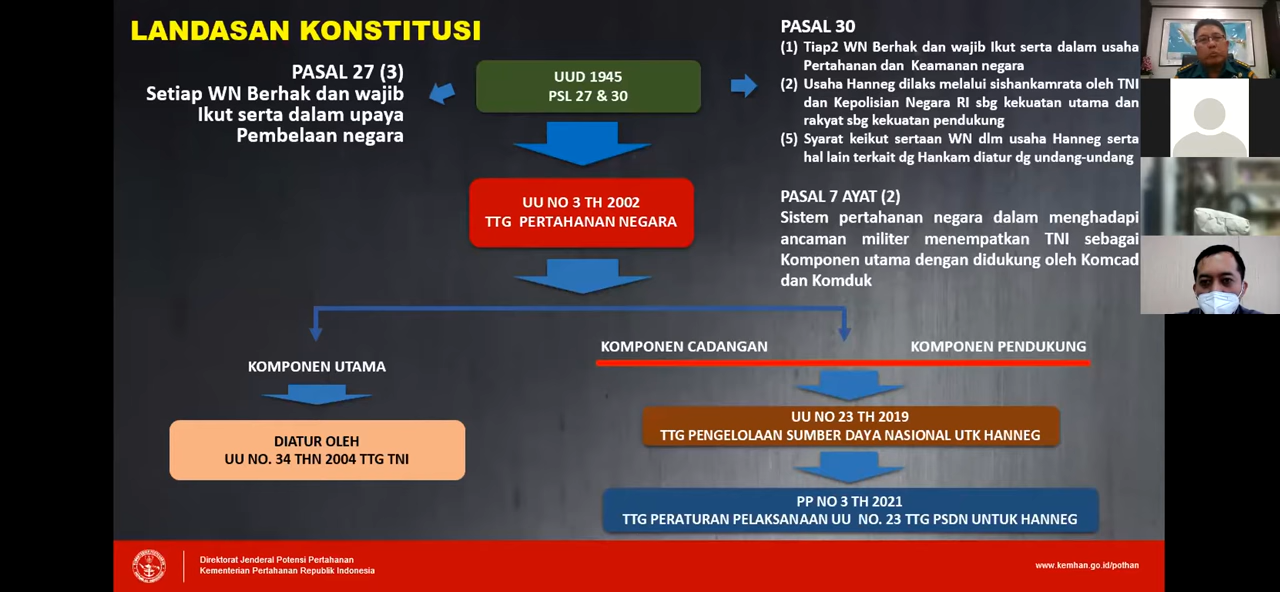 LANDASAN KONSTITUSI
PASAL 27 (3)
Setiap WN Berhak dan wajib
Ikut serta dalam upaya
Pembelaan negara
UUD 1945
PSL 27 & 30
PASAL 30
(1) Tiap2 WN Berhak dan wajib Ikut serta dalam usaha
Pertahanan dan Keamanan negara
(2) Usaha Hanneg dilaks melalui sishankamrata oleh TNI
dan Kepolisian Negara RI sbg kekuatan utama dan
rakyat sbg kekuatan pendukung
(5) Syarat keikut sertaan WN dlm usaha Hanneg serta
hal lain terkait dg Hankam diatur dg undang-undang
UU NO 3 TH 2002
TTG PERTAHANAN NEGARA
PASAL 7 AYAT (2)
Sistem pertahanan negara dalam menghadapi
ancaman militer menempatkan TNI sebagai
Komponen utama dengan didukung oleh Komcad
dan Komduk
KOMPONEN UTAMA
DIATUR OLEH
UU NO. 34 THN 2004 TTG TNI
KOMPONEN CADANGAN
KOMPONEN PENDUKUNG
UU NO 23 TH 2019
TTG PENGELOLAAN SUMBER DAYA NASIONAL UTK HANNEG
PP NO 3 TH 2021
TTG PERATURAN PELAKSANAAN UU NO. 23 TTG PSDN UNTUK HANNEG
Direktorat Jenderal Potensi Pertahanan
Kementerian Pertahanan Republik Indonesia
www.kemhan.go.id/pothan